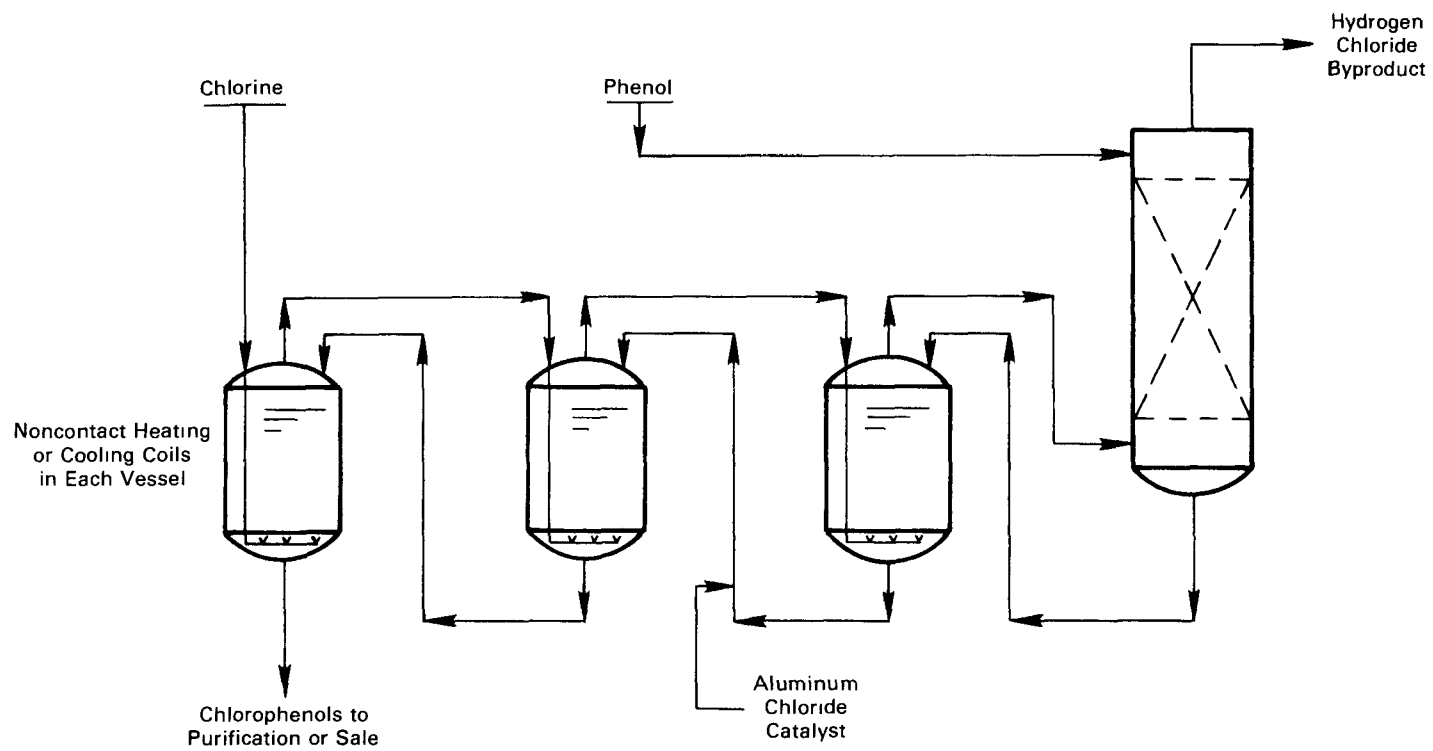 Hydrogen
Chloride
Byproduct
Chlorine
Phenol
Noncontact Heating
or Cooling Coils
in Each Vessel
Aluminum
Chloride
Catalyst
Chlorophenols to
Purification or Sale